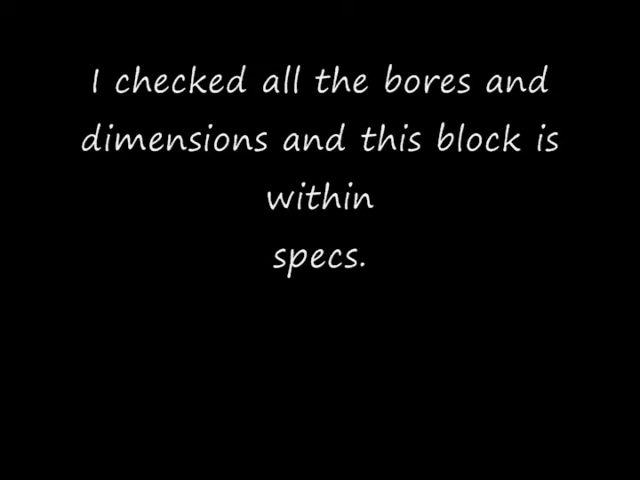 I checked all the bores and
dimensions and this block is
within
specs.